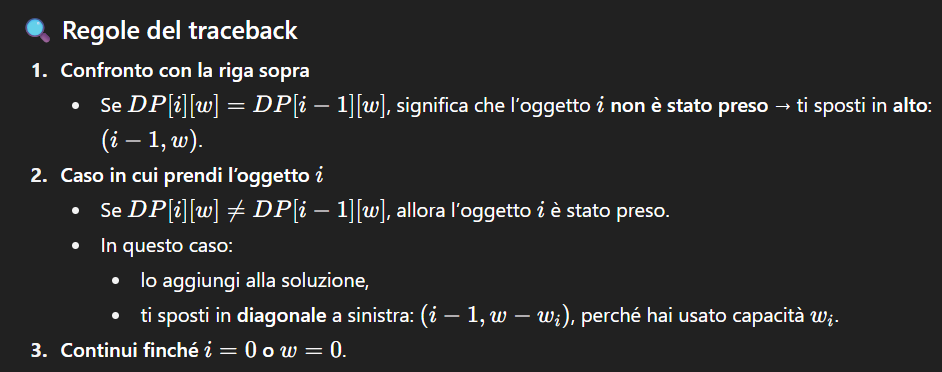 🔍 Regole del traceback
1. Confronto con la riga sopra
• Se DP[i][w] = DP[i − 1][w], significa che l'oggetto i non è stato preso → ti sposti in alto:
(i − 1, w).
2. Caso in cui prendi l'oggetto i
• Se DP[i][w] ≠ DP[i − 1][w], allora l'oggetto i è stato preso.
• In questo caso:
• lo aggiungi alla soluzione,
• ti sposti in diagonale a sinistra: (i − 1, w − wᵢ), perché hai usato capacità wᵢ.
3. Continui finché i = 0 o w = 0.